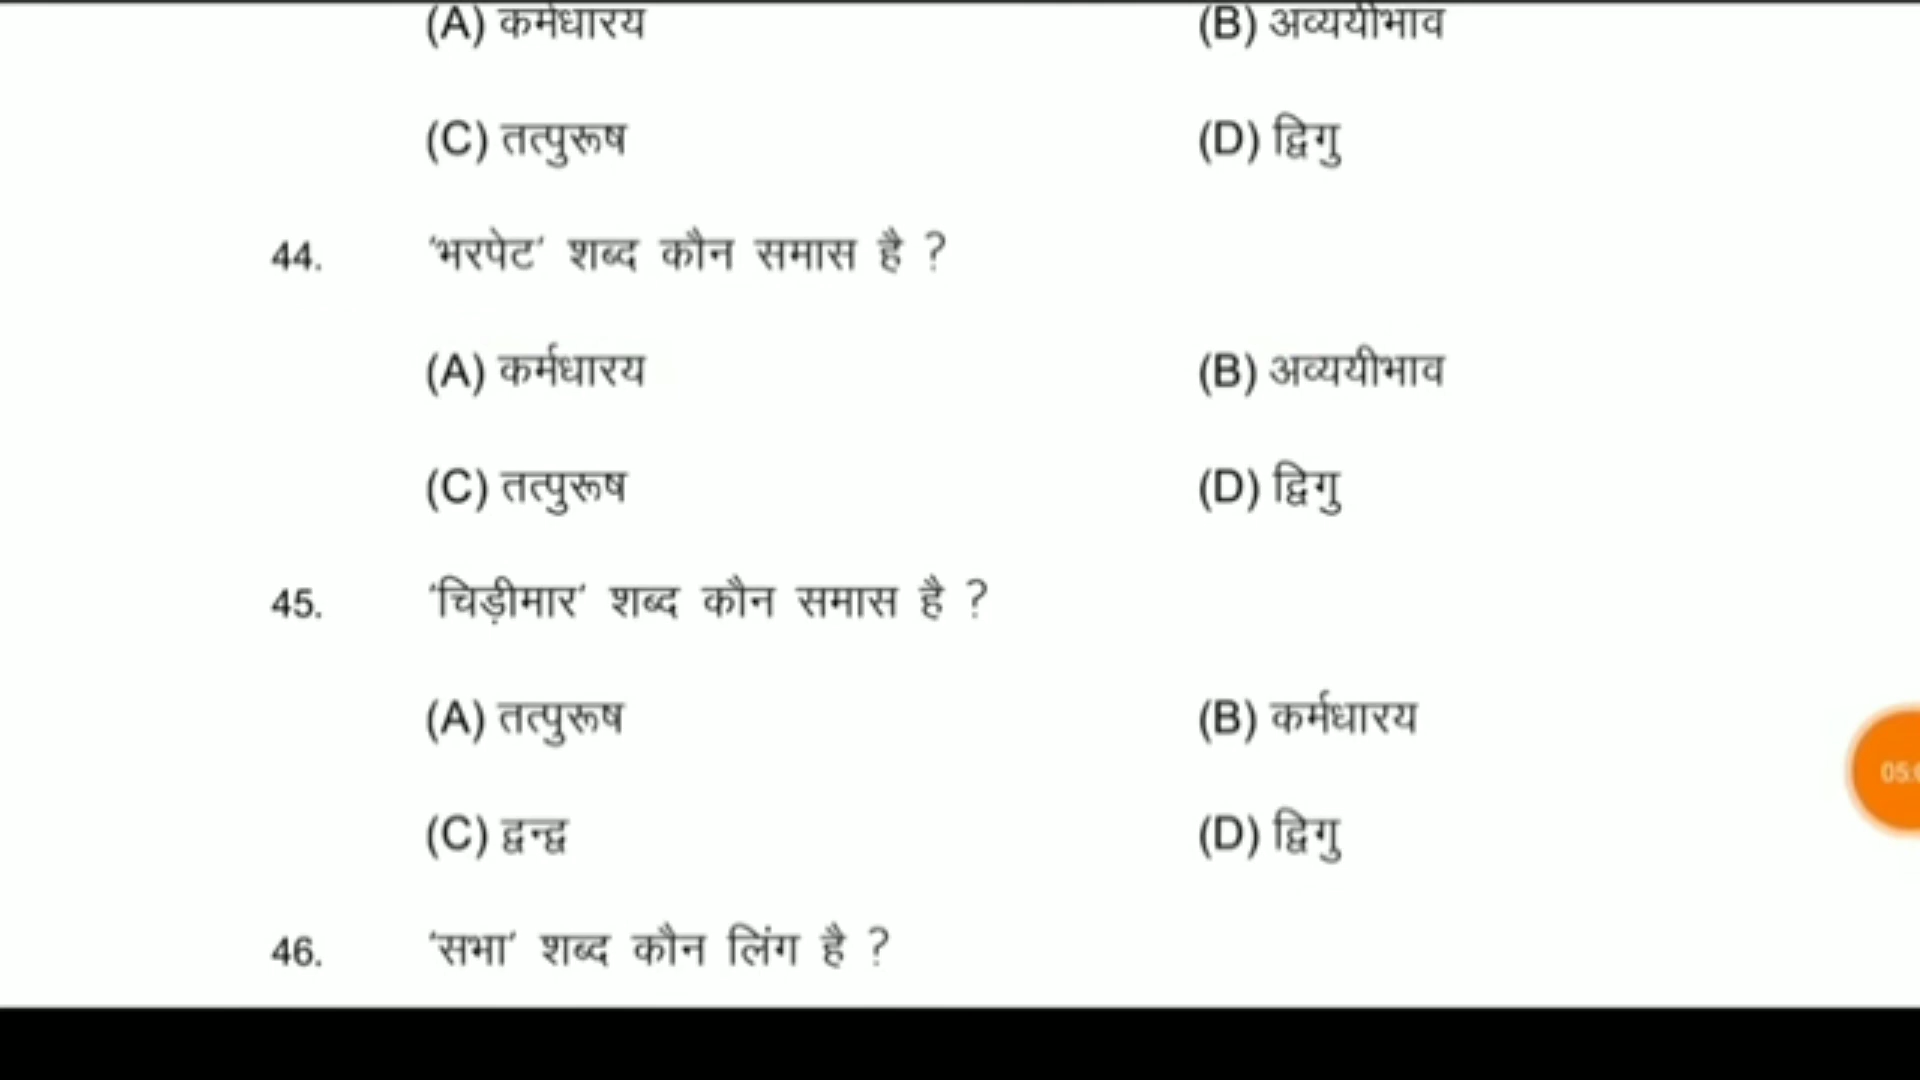 (A) कर्मधारय (B) अव्ययीभाव
(C) तत्पुरूष (D) द्विगु
44. 'भरपेट' शब्द कौन समास है ?
(A) कर्मधारय (B) अव्ययीभाव
(C) तत्पुरूष (D) द्विगु
45. 'चिड़ीमार' शब्द कौन समास है ?
(A) तत्पुरूष (B) कर्मधारय
(C) द्वन्द्व (D) द्विगु
46. 'सभा' शब्द कौन लिंग है ?